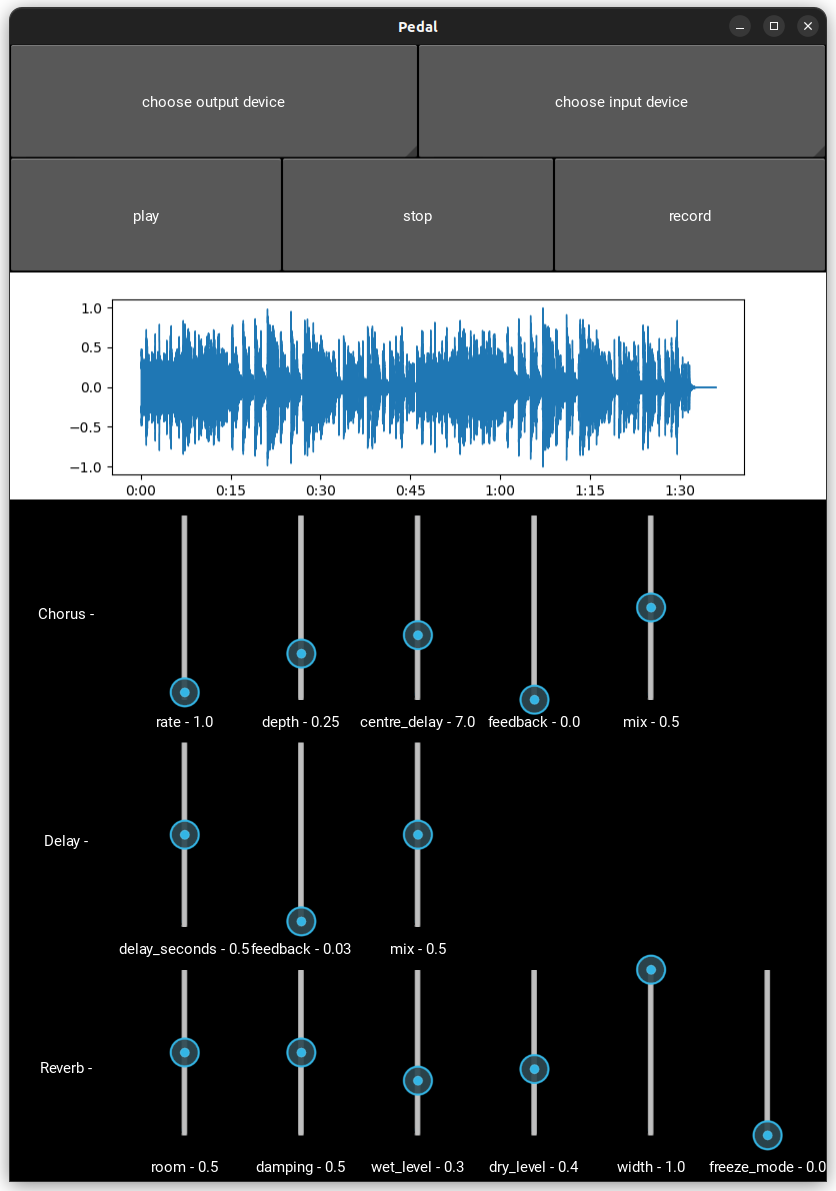 Pedal
choose output device
choose input device
play
stop
record
1.0
0.5
0.0
−0.5
−1.0
0:00 0:15 0:30 0:45 1:00 1:15 1:30
Chorus -
rate - 1.0 depth - 0.25 centre_delay - 7.0 feedback - 0.0 mix - 0.5
Delay -
delay_seconds - 0.5 feedback - 0.03 mix - 0.5
Reverb -
room - 0.5 damping - 0.5 wet_level - 0.3 dry_level - 0.4 width - 1.0 freeze_mode - 0.0